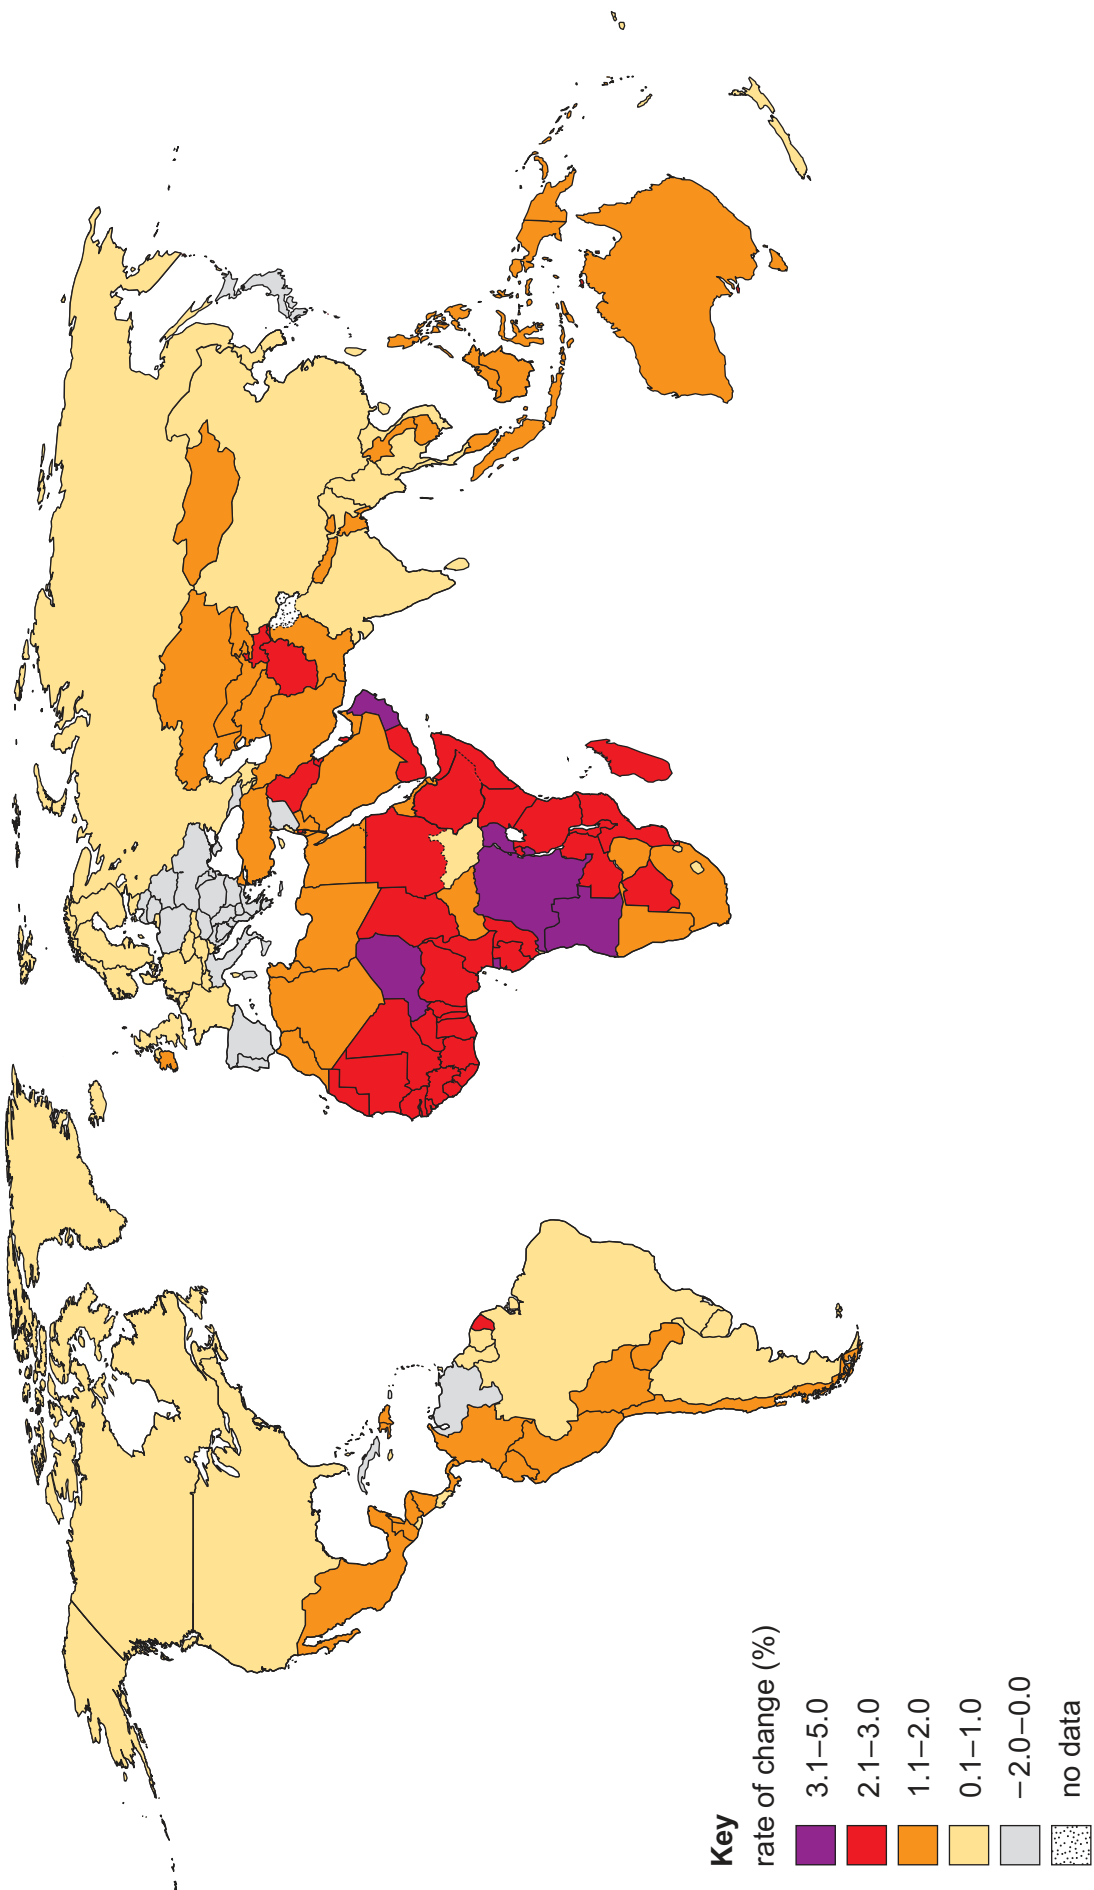 Key
rate of change (%)
3.1–5.0
2.1–3.0
1.1–2.0
0.1–1.0
–2.0–0.0
no data